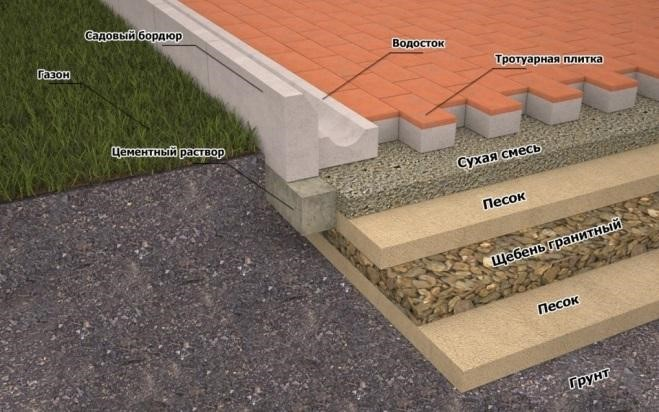 Садовый бордюр
Водосток
Тротуарная плитка
Газон
Цементный раствор
Сухая смесь
Песок
Щебень гранитный
Песок
Грунт